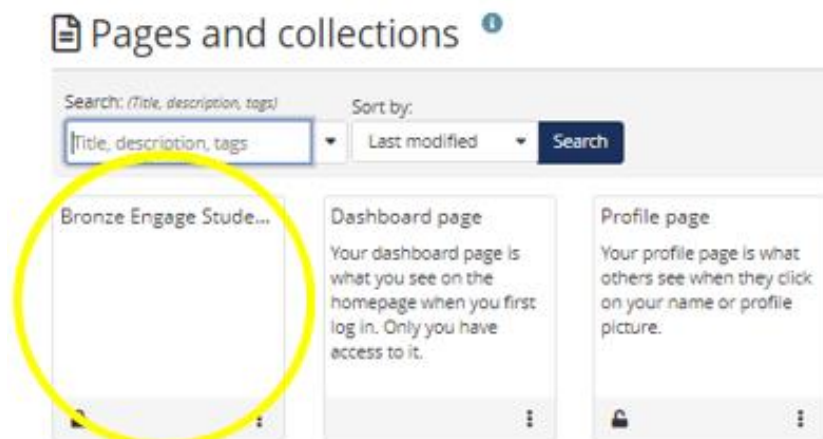 Pages and collections
Search: (Title, description, tags)
Sort by:
Title, description, tags
Last modified
Search
Bronze Engage Stude...
Dashboard page
Your dashboard page is
what you see on the
homepage when you first
log in. Only you have
access to it.
Profile page
Your profile page is what
others see when they click
on your name or profile
picture.